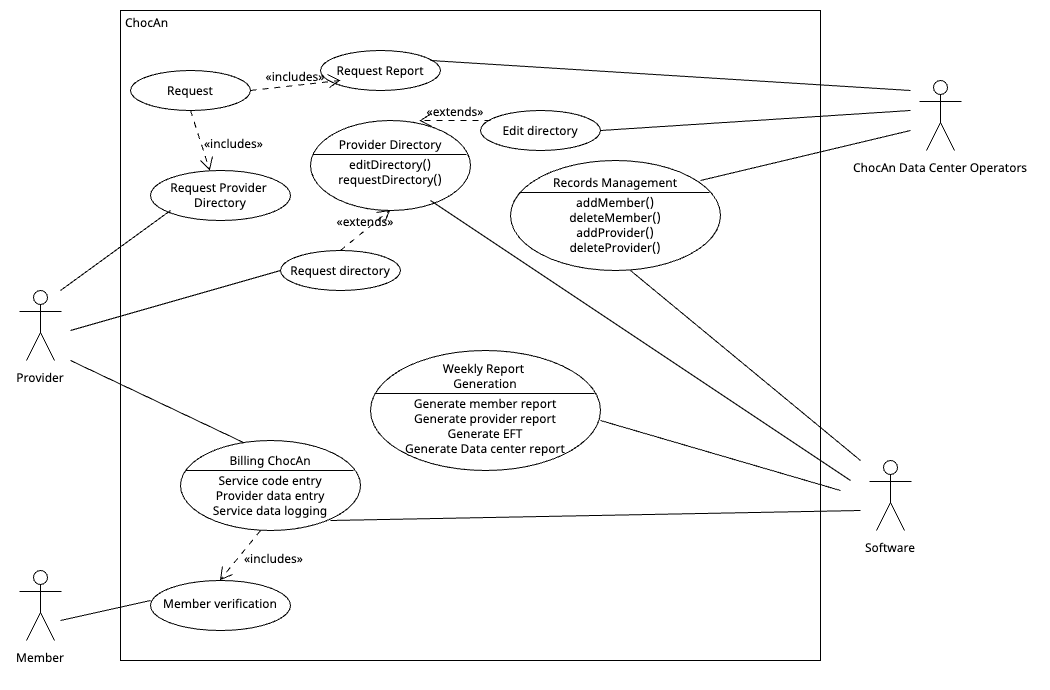 ChocAn
Request
«includes»
Request Report
«includes»
Request Provider
Directory
«extends»
Edit directory
Provider Directory
editDirectory()
requestDirectory()
«extends»
Request directory
Records Management
addMember()
deleteMember()
addProvider()
deleteProvider()
ChocAn Data Center Operators
Provider
Weekly Report
Generation
Generate member report
Generate provider report
Generate EFT
Generate Data center report
Billing ChocAn
Service code entry
Provider data entry
Service data logging
«includes»
Member verification
Software
Member